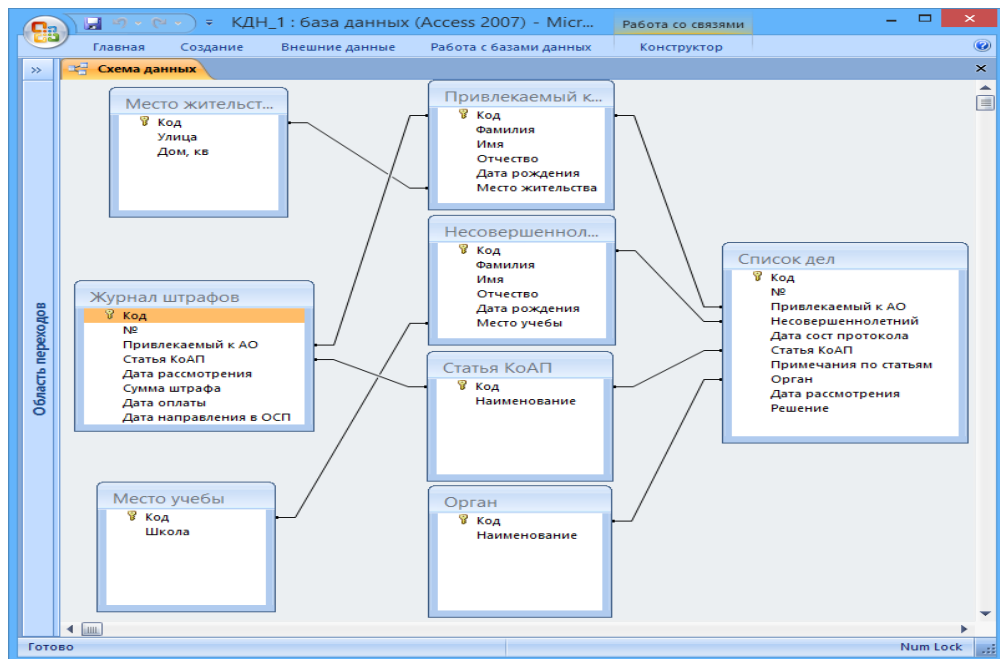 КДН_1 : база данных (Access 2007) - Micr...
Работа со связями
Главная
Создание
Внешние данные
Работа с базами данных
Конструктор
Схема данных
Область переходов
Место жительст...
Код
Улица
Дом, кв
Привлекаемый к...
Код
Фамилия
Имя
Отчество
Дата рождения
Место жительства
Несовершеннол...
Код
Фамилия
Имя
Отчество
Дата рождения
Место учебы
Список дел
Код
№
Привлекаемый к АО
Несовершеннолетний
Дата сост протокола
Статья КоАП
Примечания по статьям
Орган
Дата рассмотрения
Решение
Журнал штрафов
Код
№
Привлекаемый к АО
Статья КоАП
Дата рассмотрения
Сумма штрафа
Дата оплаты
Дата направления в ОСП
Статья КоАП
Код
Наименование
Место учебы
Код
Школа
Орган
Код
Наименование
Готово
Num Lock